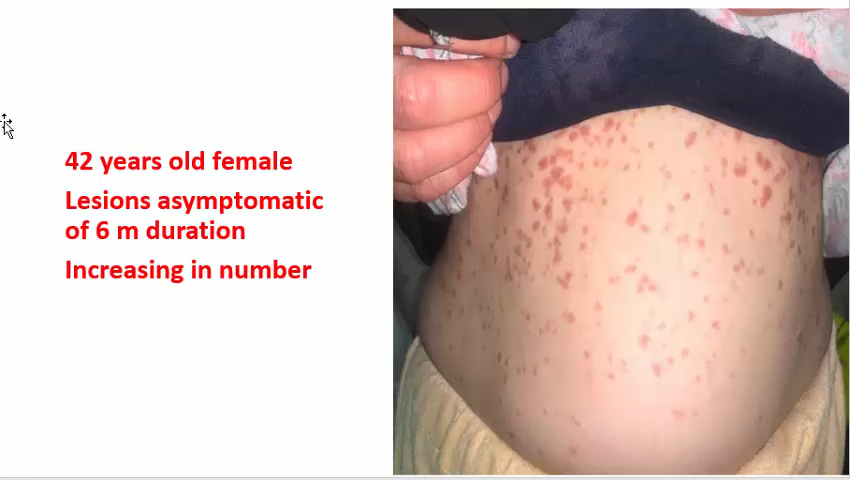 42 years old female
Lesions asymptomatic
of 6 m duration
Increasing in number